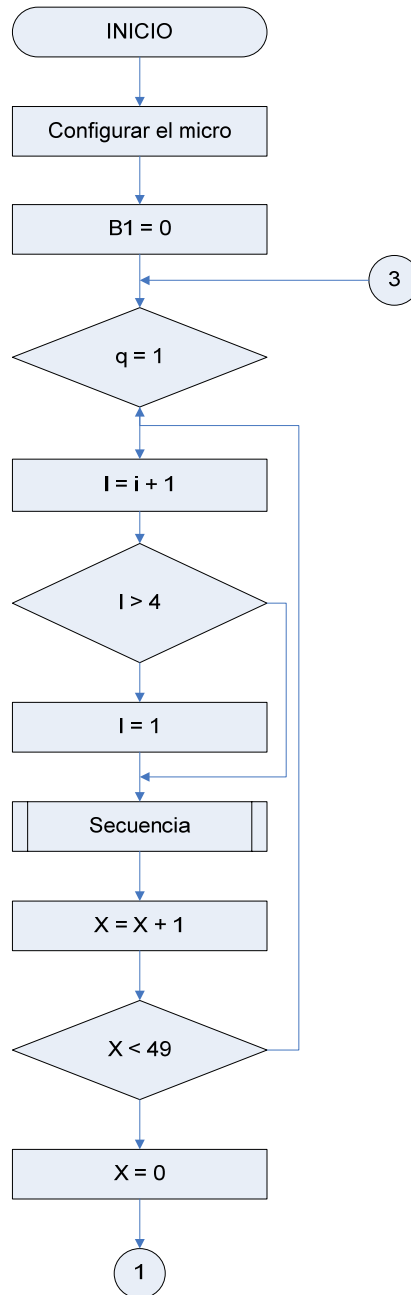 INICIO
Configurar el micro
B1 = 0
3
q = 1
I = i + 1
I > 4
I = 1
Secuencia
X = X + 1
X < 49
X = 0
1